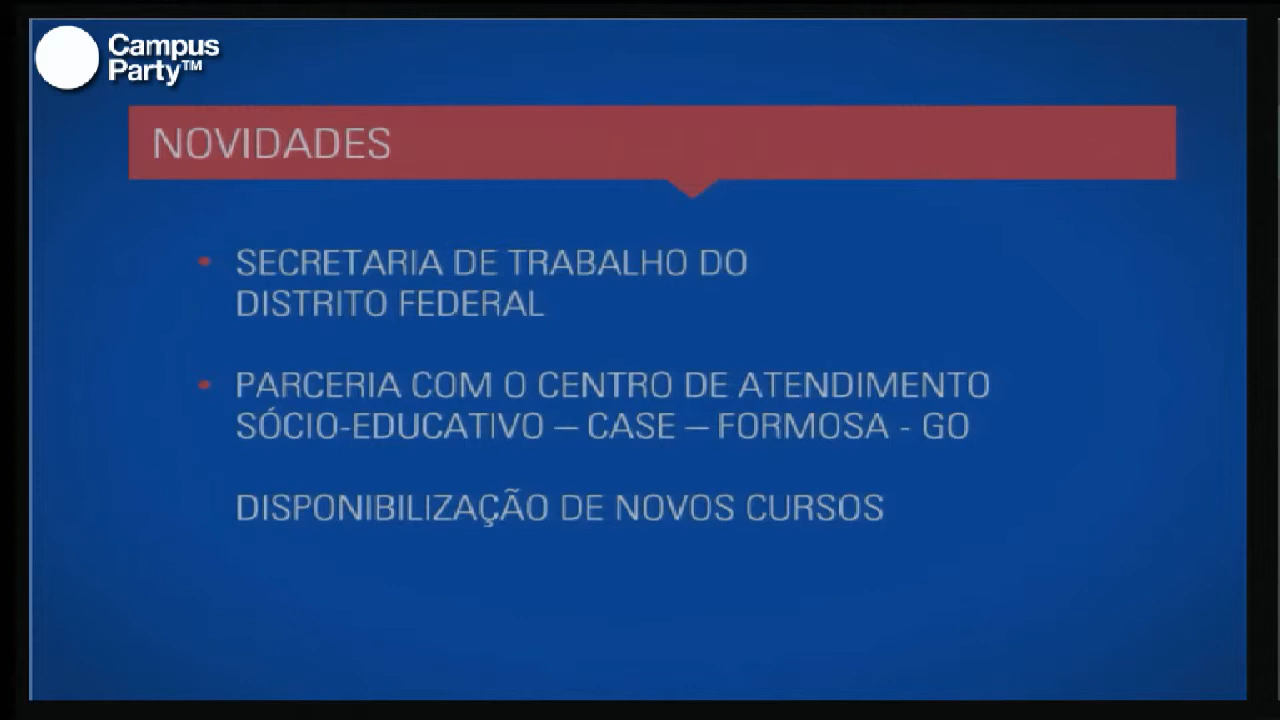 Campus
Party™
NOVIDADES
• SECRETARIA DE TRABALHO DO
DISTRITO FEDERAL
• PARCERIA COM O CENTRO DE ATENDIMENTO
SÓCIO-EDUCATIVO – CASE – FORMOSA - GO
DISPONIBILIZAÇÃO DE NOVOS CURSOS